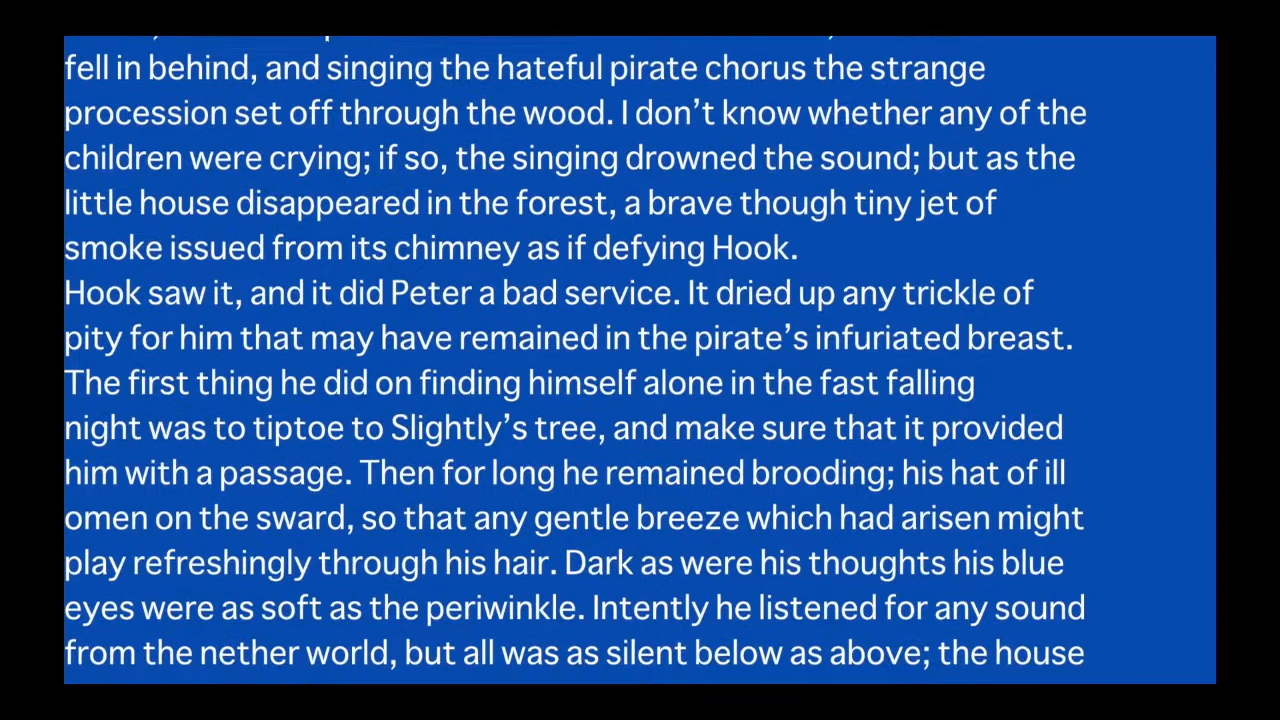 fell in behind, and singing the hateful pirate chorus the strange
procession set off through the wood. I don’t know whether any of the
children were crying; if so, the singing drowned the sound; but as the
little house disappeared in the forest, a brave though tiny jet of
smoke issued from its chimney as if defying Hook.
Hook saw it, and it did Peter a bad service. It dried up any trickle of
pity for him that may have remained in the pirate’s infuriated breast.
The first thing he did on finding himself alone in the fast falling
night was to tiptoe to Slightly’s tree, and make sure that it provided
him with a passage. Then for long he remained brooding; his hat of ill
omen on the sward, so that any gentle breeze which had arisen might
play refreshingly through his hair. Dark as were his thoughts his blue
eyes were as soft as the periwinkle. Intently he listened for any sound
from the nether world, but all was as silent below as above; the house